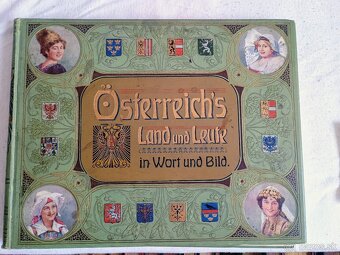 Österreich's
Land und Leute
in Wort und Bild.